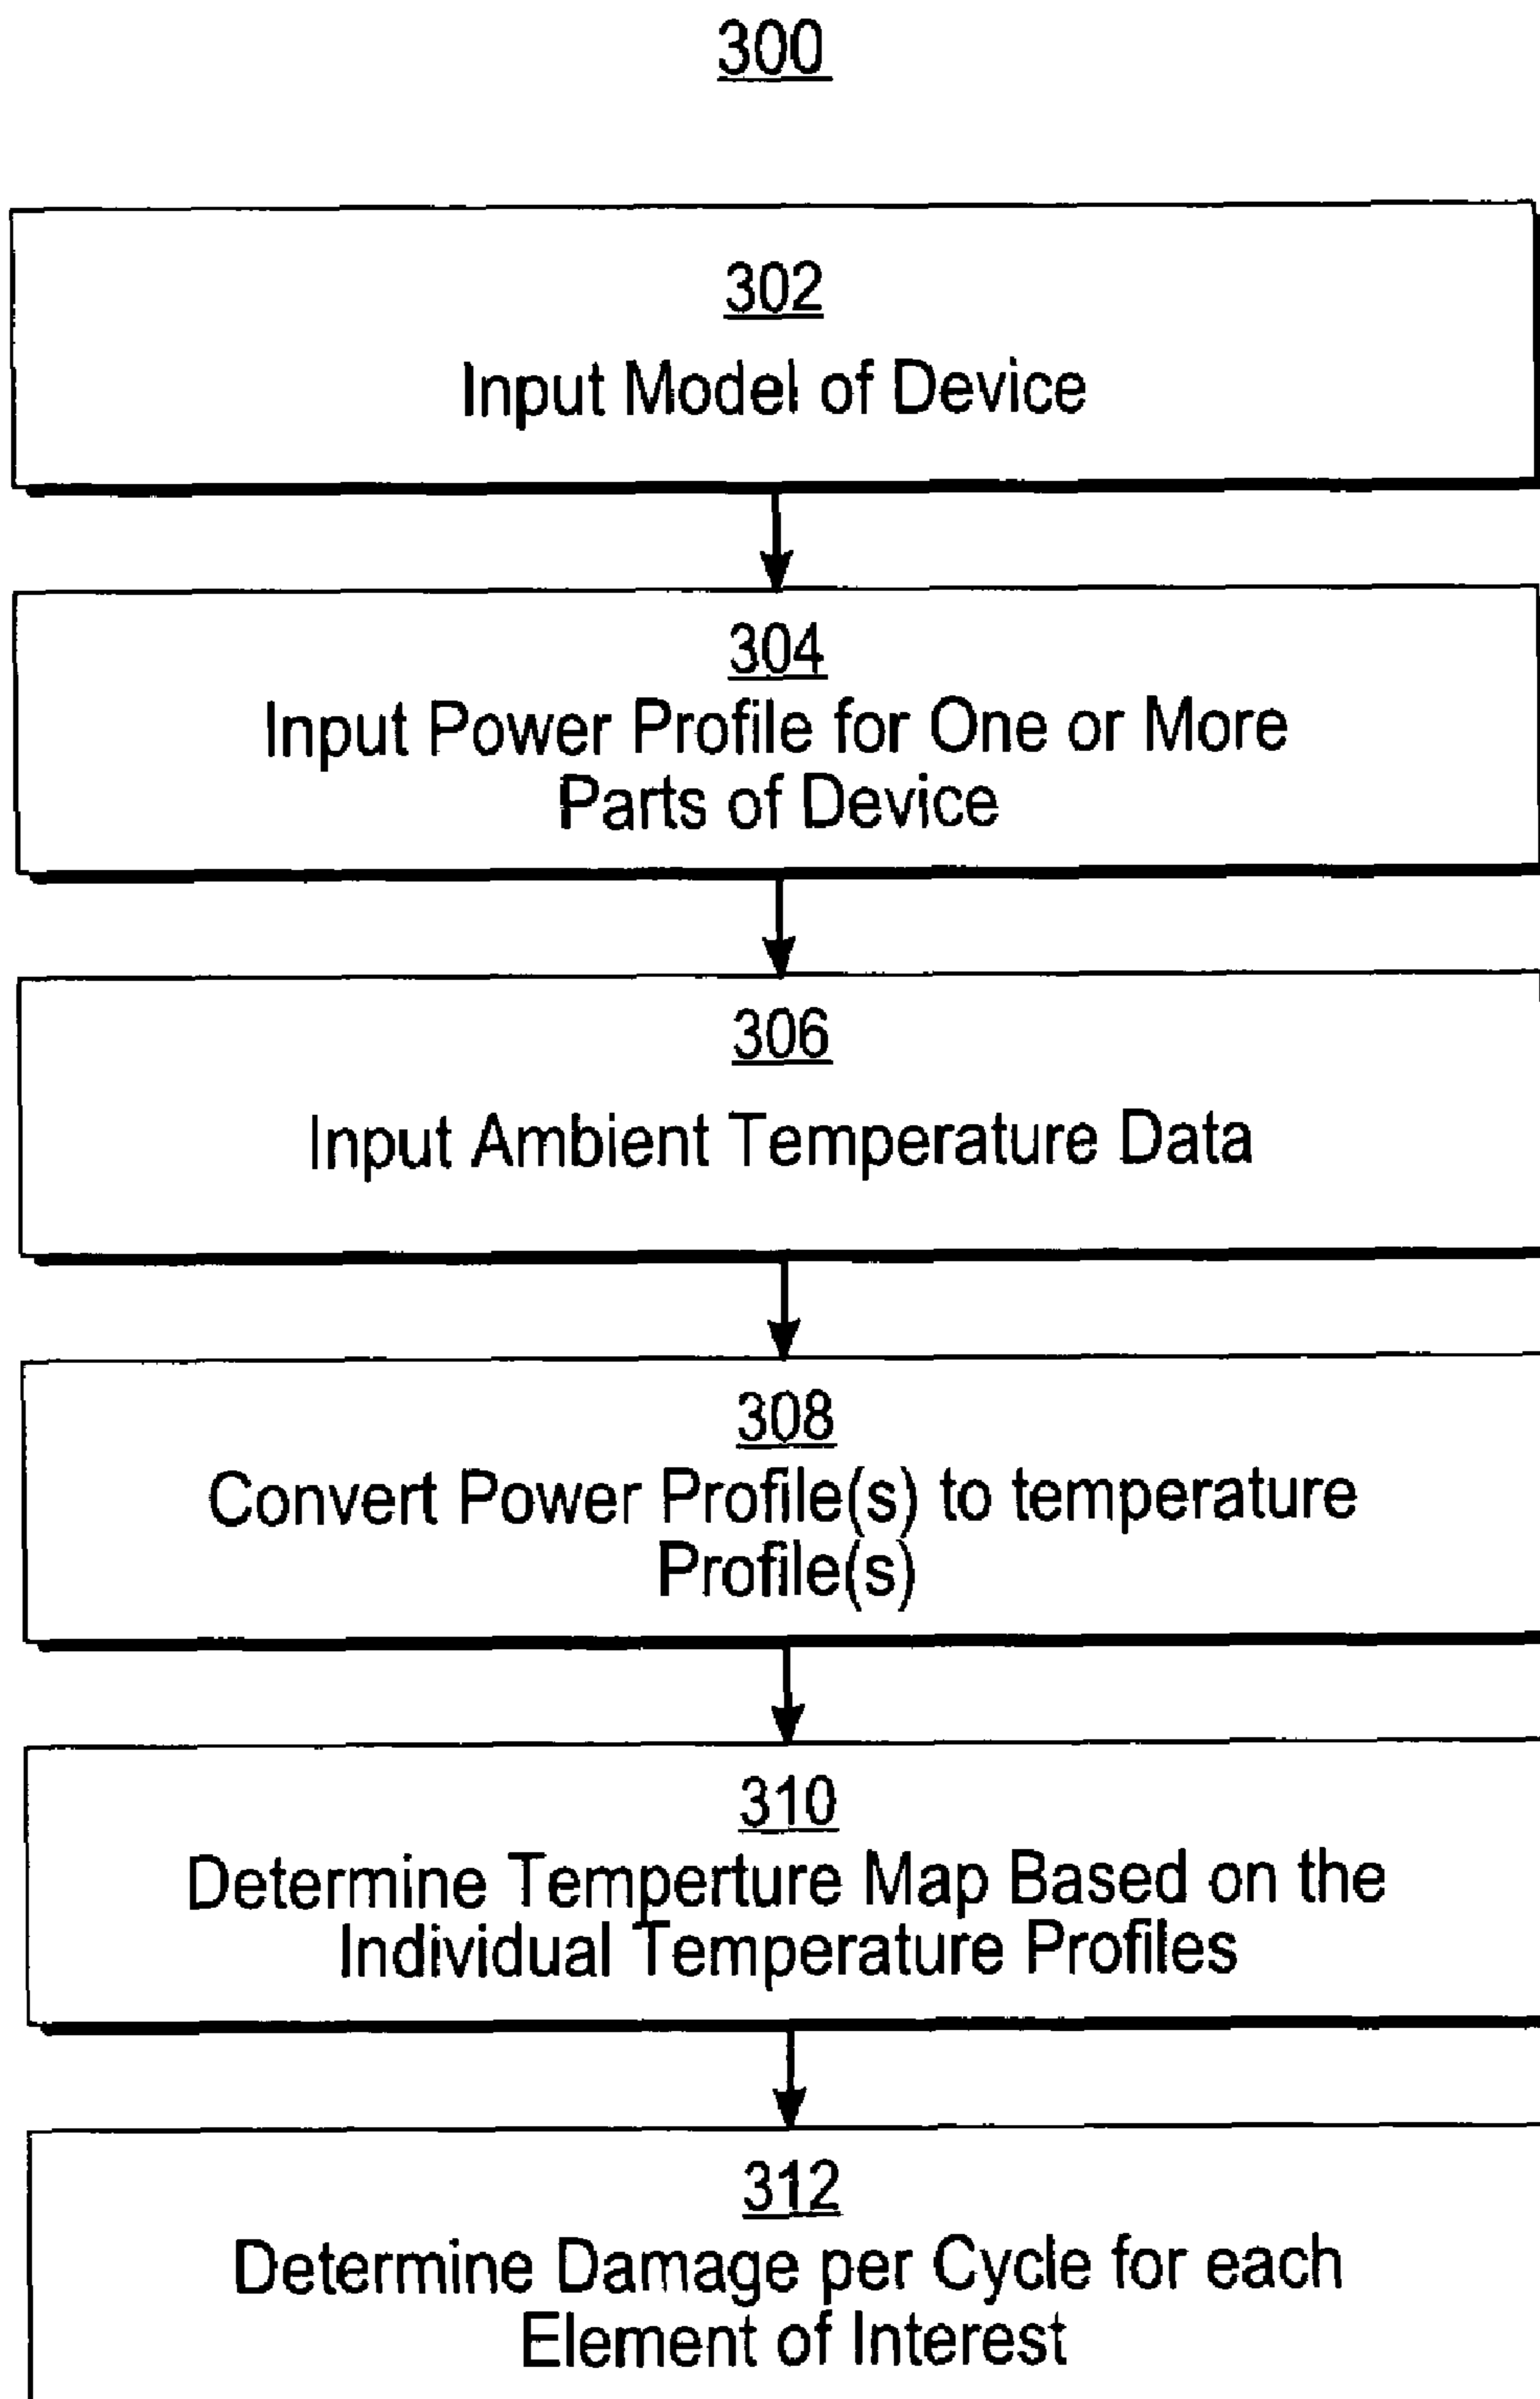 300
302
Input Model of Device
304
Input Power Profile for One or More
Parts of Device
306
Input Ambient Temperature Data
308
Convert Power Profile(s) to temperature
Profile(s)
310
Determine Temperture Map Based on the
Individual Temperature Profiles
312
Determine Damage per Cycle for each
Element of Interest